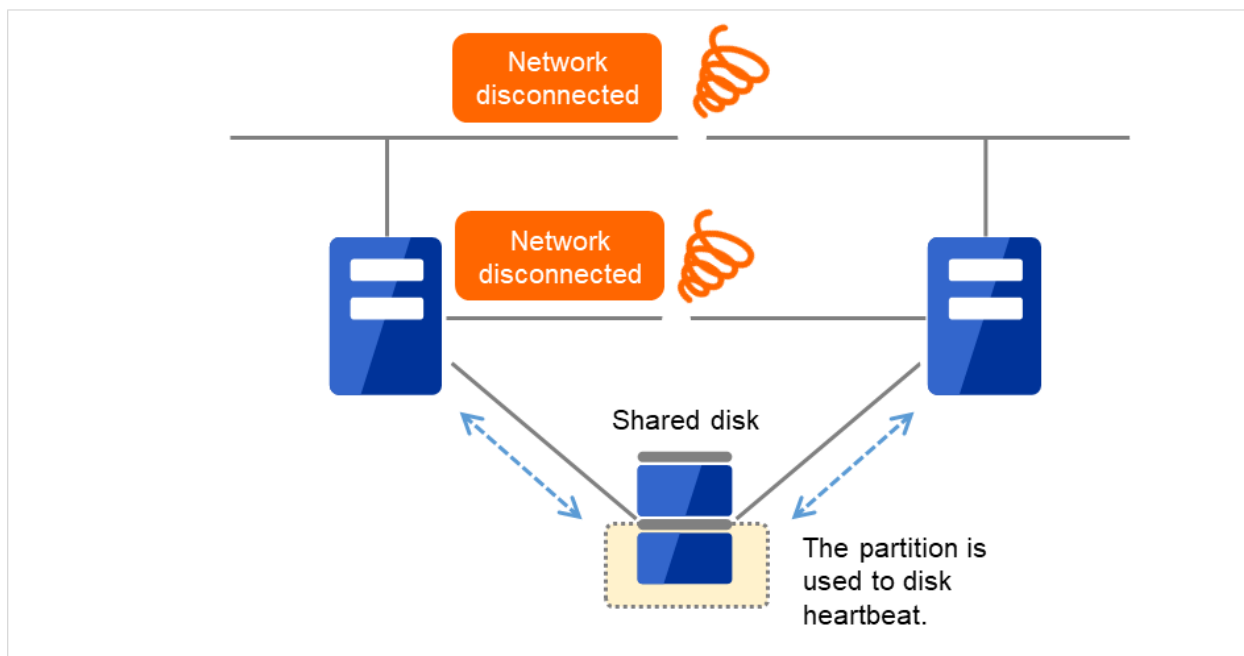 Network
disconnected
Network
disconnected
Shared disk
The partition is
used to disk
heartbeat.